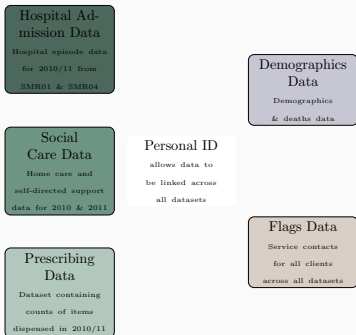 Hospital Ad-
mission Data
Hospital episode data
for 2010/11 from
SMR01 & SMR04
Social
Care Data
Home care and
self-directed support
data for 2010 & 2011
Prescribing
Data
Dataset containing
counts of items
dispensed in 2010/11
Personal ID
allows data to
be linked across
all datasets
Demographics
Data
Demographics
& deaths data
Flags Data
Service contacts
for all clients
across all datasets